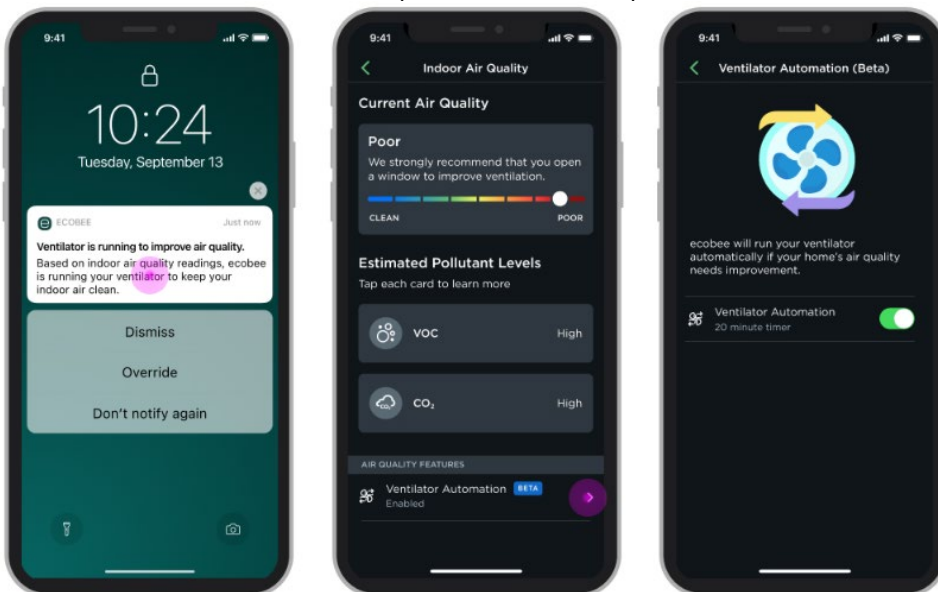 9:41
10:24
Tuesday, September 13
ECOBEE Just now
Ventilator is running to improve air quality.
Based on indoor air quality readings, ecobee
is running your ventilator to keep your
indoor air clean.
Dismiss
Override
Don't notify again
9:41
Indoor Air Quality
Current Air Quality
Poor
We strongly recommend that you open
a window to improve ventilation.
CLEAN POOR
Estimated Pollutant Levels
Tap each card to learn more
VOC High
CO₂ CO₂ High
AIR QUALITY FEATURES
Ventilator Automation BETA
Enabled
9:41
Ventilator Automation (Beta)
ecobee will run your ventilator
automatically if your home's air quality
needs improvement.
Ventilator Automation
20 minute timer